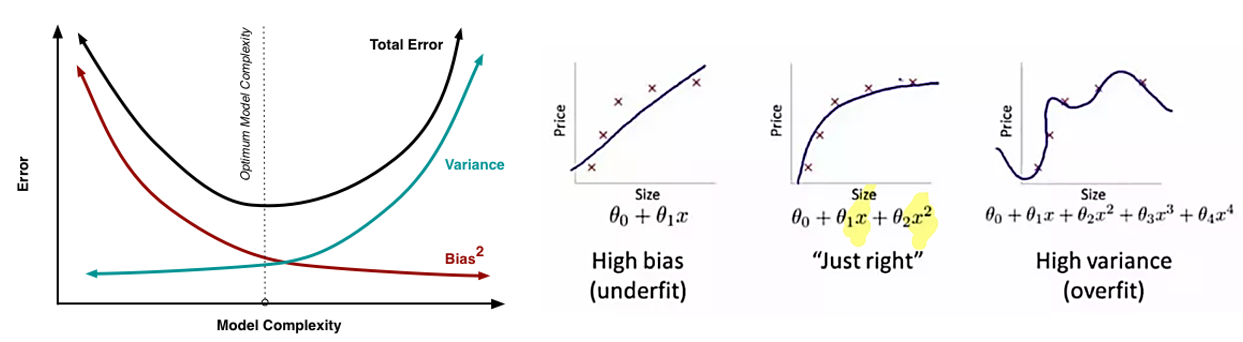 Error
Optimum Model Complexity
Total Error
Variance
Bias²
Model Complexity
Price
Size
θ₀ + θ₁x
High bias
(underfit)
Price
Size
θ₀ + θ₁x + θ₂x²
“Just right”
Price
Size
θ₀ + θ₁x + θ₂x² + θ₃x³ + θ₄x⁴
High variance
(overfit)